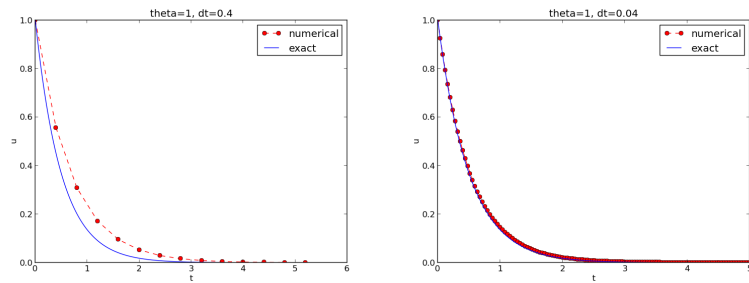 theta=1, dt=0.4
numerical
exact
u
1.0
0.8
0.6
0.4
0.2
0.0
0 1 2 3 4 5 6
t
theta=1, dt=0.04
numerical
exact
u
1.0
0.8
0.6
0.4
0.2
0.0
0 1 2 3 4 5
t